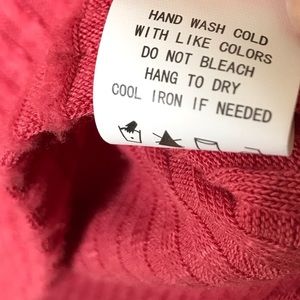 HAND WASH COLD
WITH LIKE COLORS
DO NOT BLEACH
HANG TO DRY
COOL IRON IF NEEDED